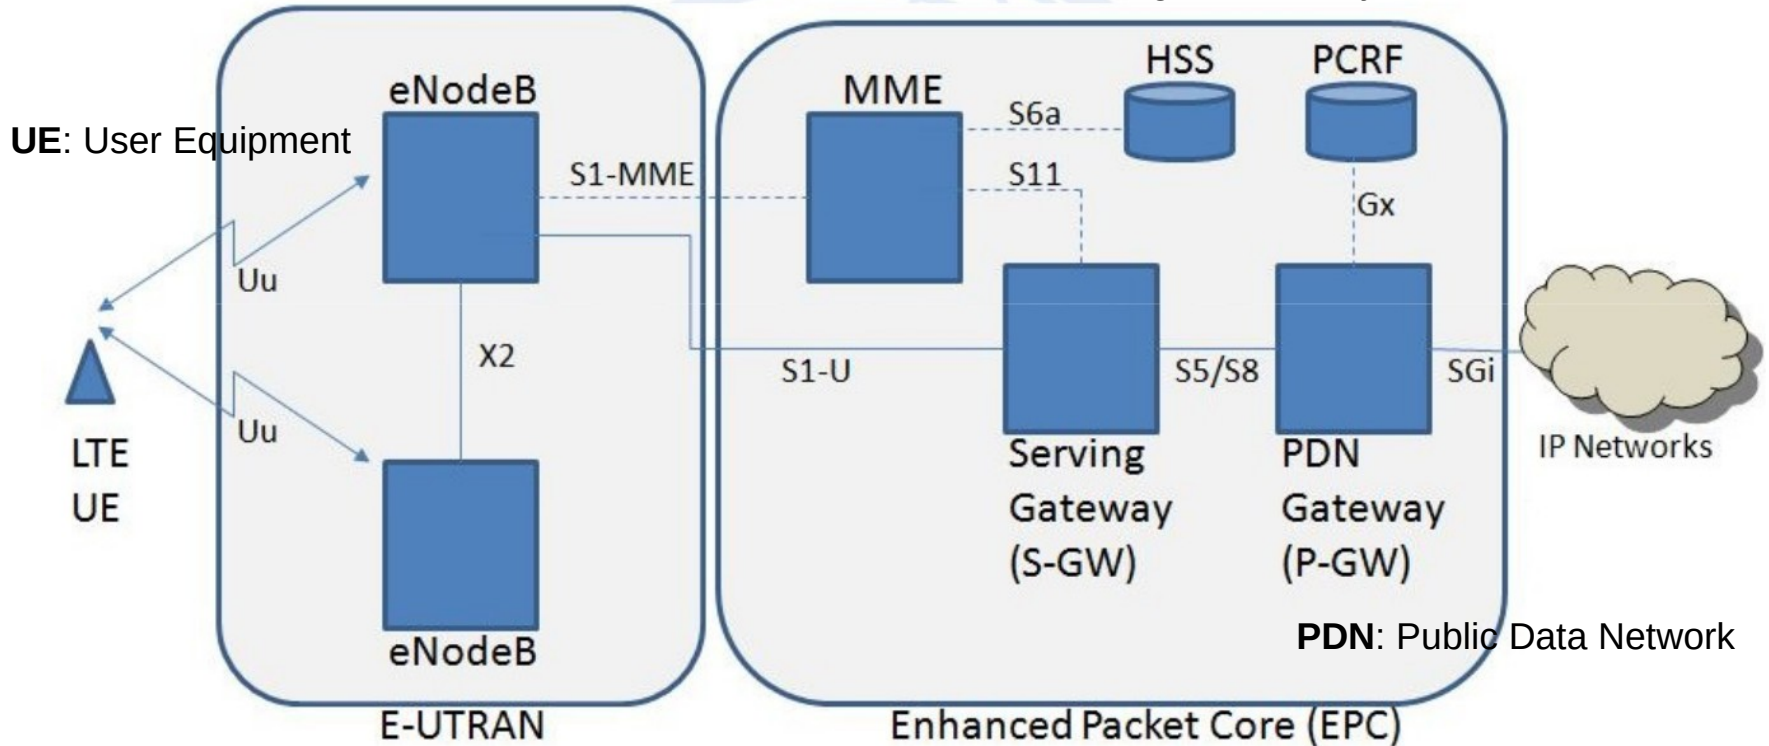 HSS
PCRF
eNodeB
MME
UE: User Equipment
S6a
S1-MME
S11
Gx
Uu
X2
S1-U
S5/S8
SGi
Uu
LTE
UE
Serving
Gateway
(S-GW)
PDN
Gateway
(P-GW)
IP Networks
PDN: Public Data Network
eNodeB
E-UTRAN
Enhanced Packet Core (EPC)